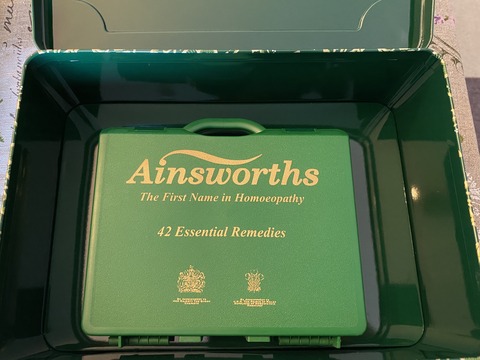 Ainsworths
The First Name in Homoeopathy
42 Essential Remedies